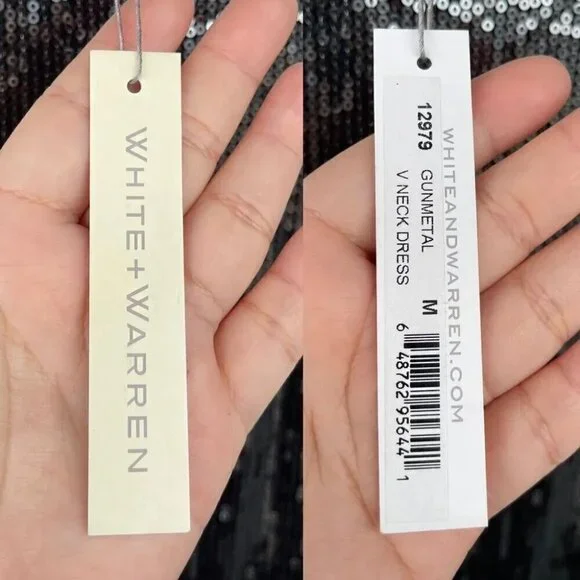 WHITE+WARREN
WHITEANDWARREN.COM
12979 GUNMETAL
V NECK DRESS
M
6 48762 95644 1